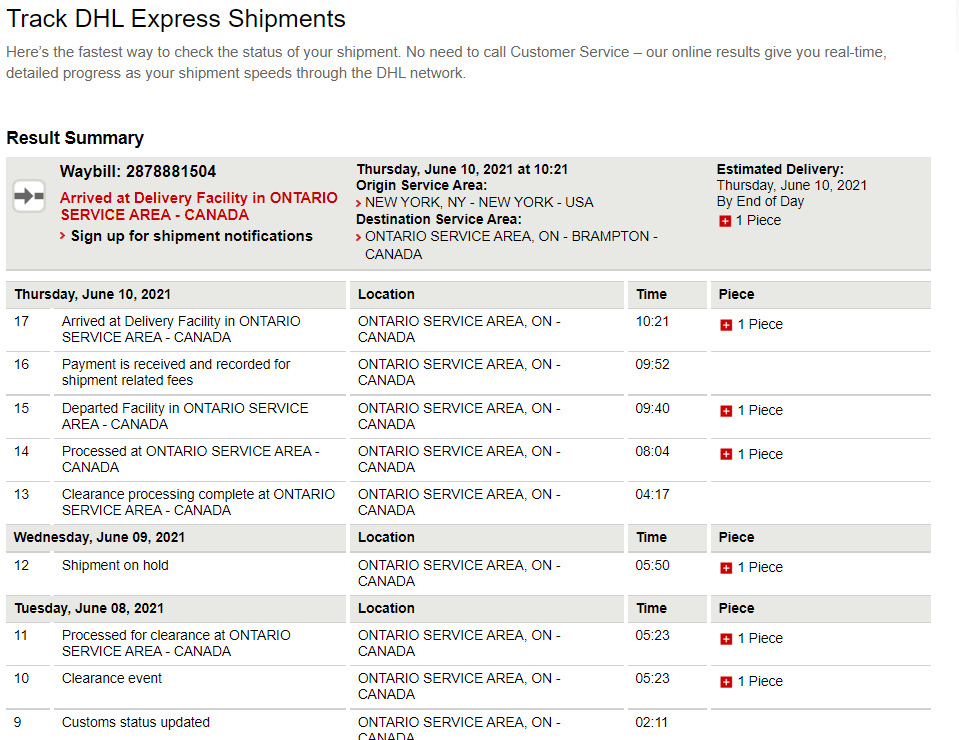 Track DHL Express Shipments
Here's the fastest way to check the status of your shipment. No need to call Customer Service – our online results give you real-time,
detailed progress as your shipment speeds through the DHL network.
Result Summary
Waybill: 2878881504
Arrived at Delivery Facility in ONTARIO
SERVICE AREA - CANADA
Sign up for shipment notifications
Thursday, June 10, 2021 at 10:21
Origin Service Area:
NEW YORK, NY - NEW YORK - USA
Destination Service Area:
ONTARIO SERVICE AREA, ON - BRAMPTON -
CANADA
Estimated Delivery:
Thursday, June 10, 2021
By End of Day
1 Piece
Thursday, June 10, 2021 Location Time Piece
17 Arrived at Delivery Facility in ONTARIO ONTARIO SERVICE AREA, ON - 10:21 1 Piece
SERVICE AREA - CANADA CANADA
16 Payment is received and recorded for ONTARIO SERVICE AREA, ON - 09:52
shipment related fees CANADA
15 Departed Facility in ONTARIO SERVICE ONTARIO SERVICE AREA, ON - 09:40 1 Piece
AREA - CANADA CANADA
14 Processed at ONTARIO SERVICE AREA - ONTARIO SERVICE AREA, ON - 08:04 1 Piece
CANADA CANADA
13 Clearance processing complete at ONTARIO ONTARIO SERVICE AREA, ON - 04:17
SERVICE AREA - CANADA CANADA
Wednesday, June 09, 2021 Location Time Piece
12 Shipment on hold ONTARIO SERVICE AREA, ON - 05:50 1 Piece
CANADA
Tuesday, June 08, 2021 Location Time Piece
11 Processed for clearance at ONTARIO ONTARIO SERVICE AREA, ON - 05:23 1 Piece
SERVICE AREA - CANADA CANADA
10 Clearance event ONTARIO SERVICE AREA, ON - 05:23 1 Piece
CANADA
9 Customs status updated ONTARIO SERVICE AREA, ON - 02:11
CANADA